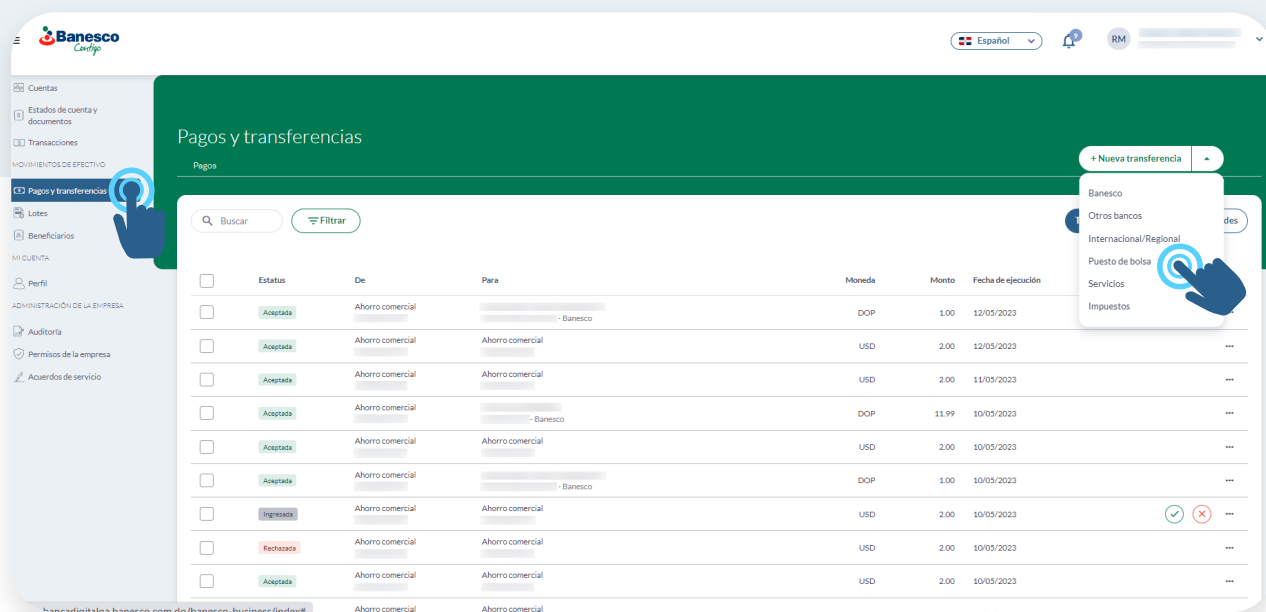 Banesco
Contigo
Español
9
RM
Cuentas
Estados de cuenta y
documentos
Transacciones
MOVIMIENTOS DE EFECTIVO
Pagos y transferencias
Lotes
Beneficiarios
MI CUENTA
Perfil
ADMINISTRACIÓN DE LA EMPRESA
Auditoría
Permisos de la empresa
Acuerdos de servicio
Pagos y transferencias
Pagos
+ Nueva transferencia
Banesco
Otros bancos
Internacional/Regional
Puesto de bolsa
Servicios
Impuestos
Buscar
Filtrar
des
Estatus De Para Moneda Monto Fecha de ejecución
Aceptada Ahorro comercial DOP 1.00 12/05/2023
- Banesco
Aceptada Ahorro comercial Ahorro comercial USD 2.00 12/05/2023
Aceptada Ahorro comercial Ahorro comercial USD 2.00 11/05/2023
Aceptada Ahorro comercial DOP 11.99 10/05/2023
- Banesco
Aceptada Ahorro comercial Ahorro comercial USD 2.00 10/05/2023
Aceptada Ahorro comercial DOP 1.00 10/05/2023
- Banesco
Ingresada Ahorro comercial Ahorro comercial USD 2.00 10/05/2023
Rechazada Ahorro comercial Ahorro comercial USD 2.00 10/05/2023
Aceptada Ahorro comercial Ahorro comercial USD 2.00 10/05/2023
Ahorro comercial Ahorro comercial
bancadigitalqa.banesco.com.do/banesco-business/index#